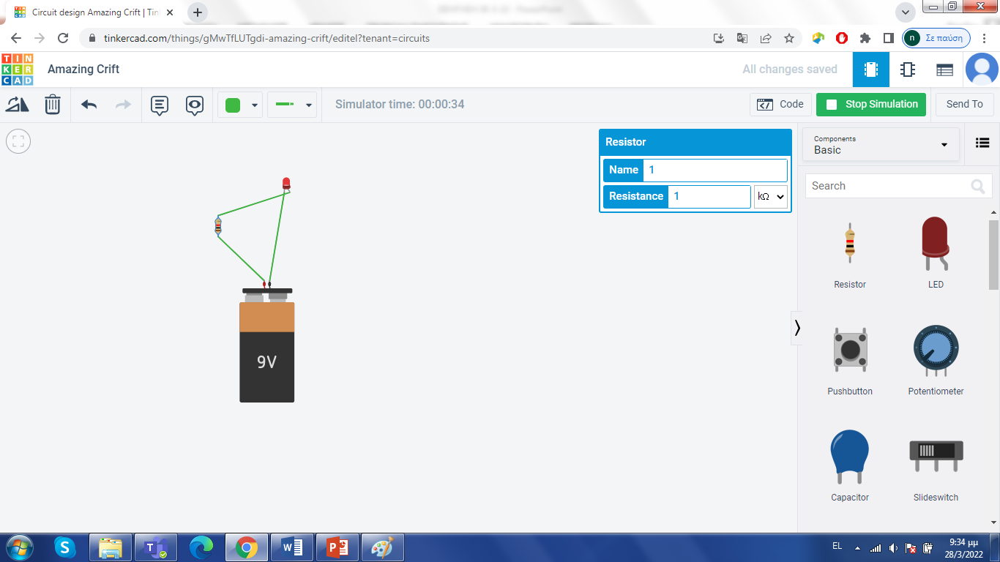 Circuit design Amazing Crift | Tin
tinkercad.com/things/gMwTfLUTgdi-amazing-crift/editel?tenant=circuits
n
Σε παύση
TIN
KER
CAD
Amazing Crift
All changes saved
Simulator time: 00:00:34
Code
Stop Simulation
Send To
Resistor
Name 1
Resistance 1 kΩ
Components
Basic
Search
Resistor
LED
Pushbutton
Potentiometer
Capacitor
Slideswitch
9V
EL
9:34 μμ
28/3/2022